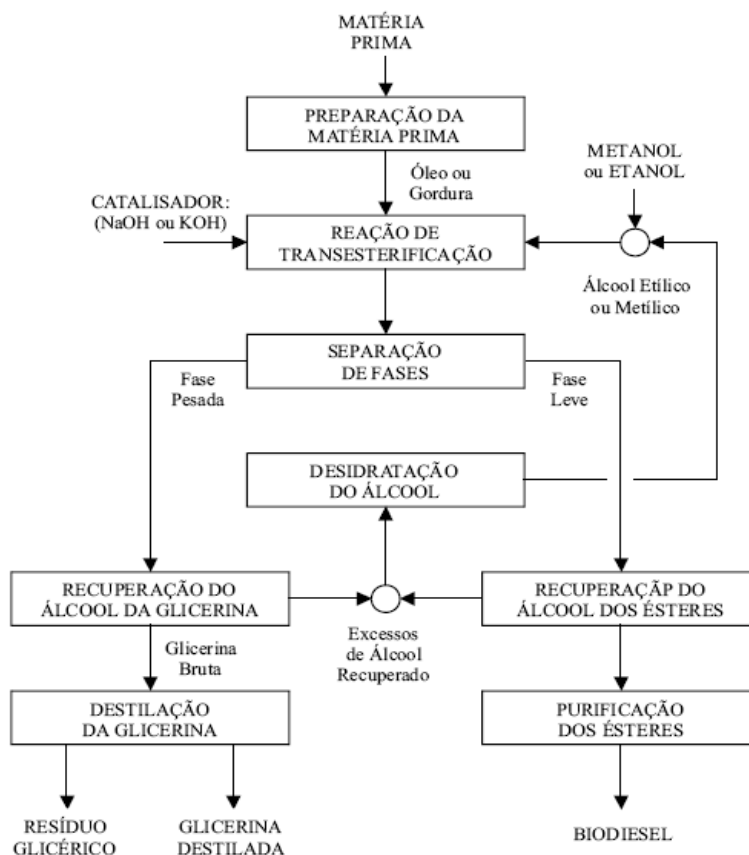 MATÉRIA
PRIMA
PREPARAÇÃO DA
MATÉRIA PRIMA
METANOL
ou ETANOL
Óleo ou
Gordura
CATALISADOR:
(NaOH ou KOH)
REAÇÃO DE
TRANSESTERIFICAÇÃO
Álcool Etílico
ou Metílico
SEPARAÇÃO
DE FASES
Fase
Pesada
Fase
Leve
DESIDRATAÇÃO
DO ÁLCOOL
RECUPERAÇÃO DO
ÁLCOOL DA GLICERINA
RECUPERAÇÃP DO
ÁLCOOL DOS ÉSTERES
Excessos
de Álcool
Recuperado
Glicerina
Bruta
DESTILAÇÃO
DA GLICERINA
PURIFICAÇÃO
DOS ÉSTERES
RESÍDUO
GLICÉRICO
GLICERINA
DESTILADA
BIODIESEL